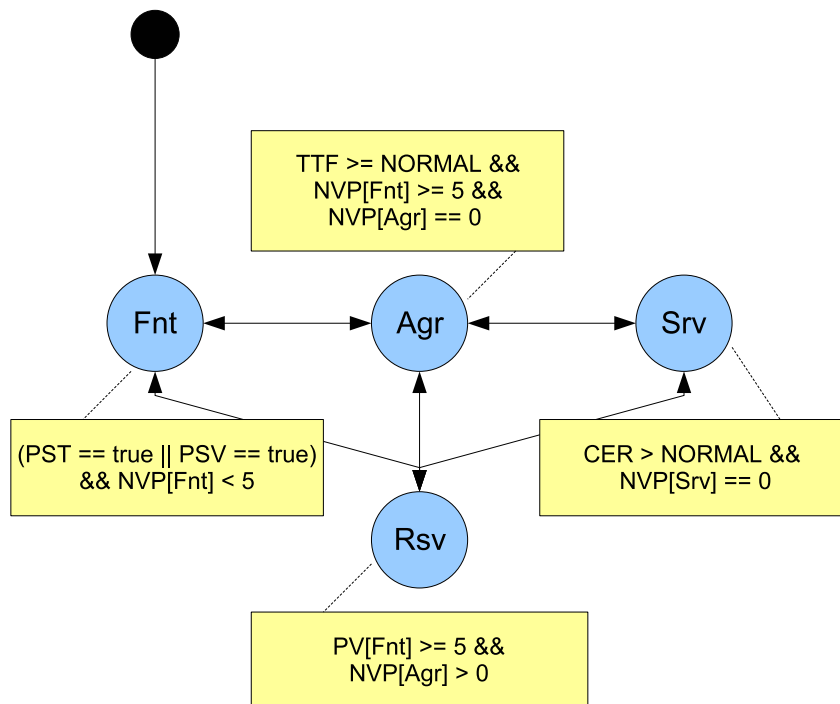 TTF >= NORMAL &&
NVP[Fnt] >= 5 &&
NVP[Agr] == 0
Fnt
Agr
Srv
(PST == true || PSV == true)
&& NVP[Fnt] < 5
CER > NORMAL &&
NVP[Srv] == 0
Rsv
PV[Fnt] >= 5 &&
NVP[Agr] > 0